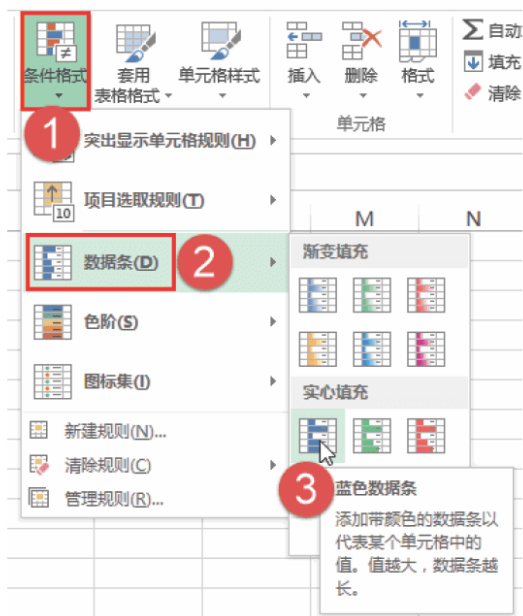 条件格式
套用
表格格式
单元格样式
插入
删除
格式
自动
填充
清除
单元格
1
突出显示单元格规则(H)
10
项目选取规则(T)
M
N
数据条(D)
2
渐变填充
色阶(S)
图标集(I)
实心填充
新建规则(N)...
清除规则(C)
管理规则(R)...
3
蓝色数据条
添加带颜色的数据条以
代表某个单元格中的
值。值越大，数据条越
长。